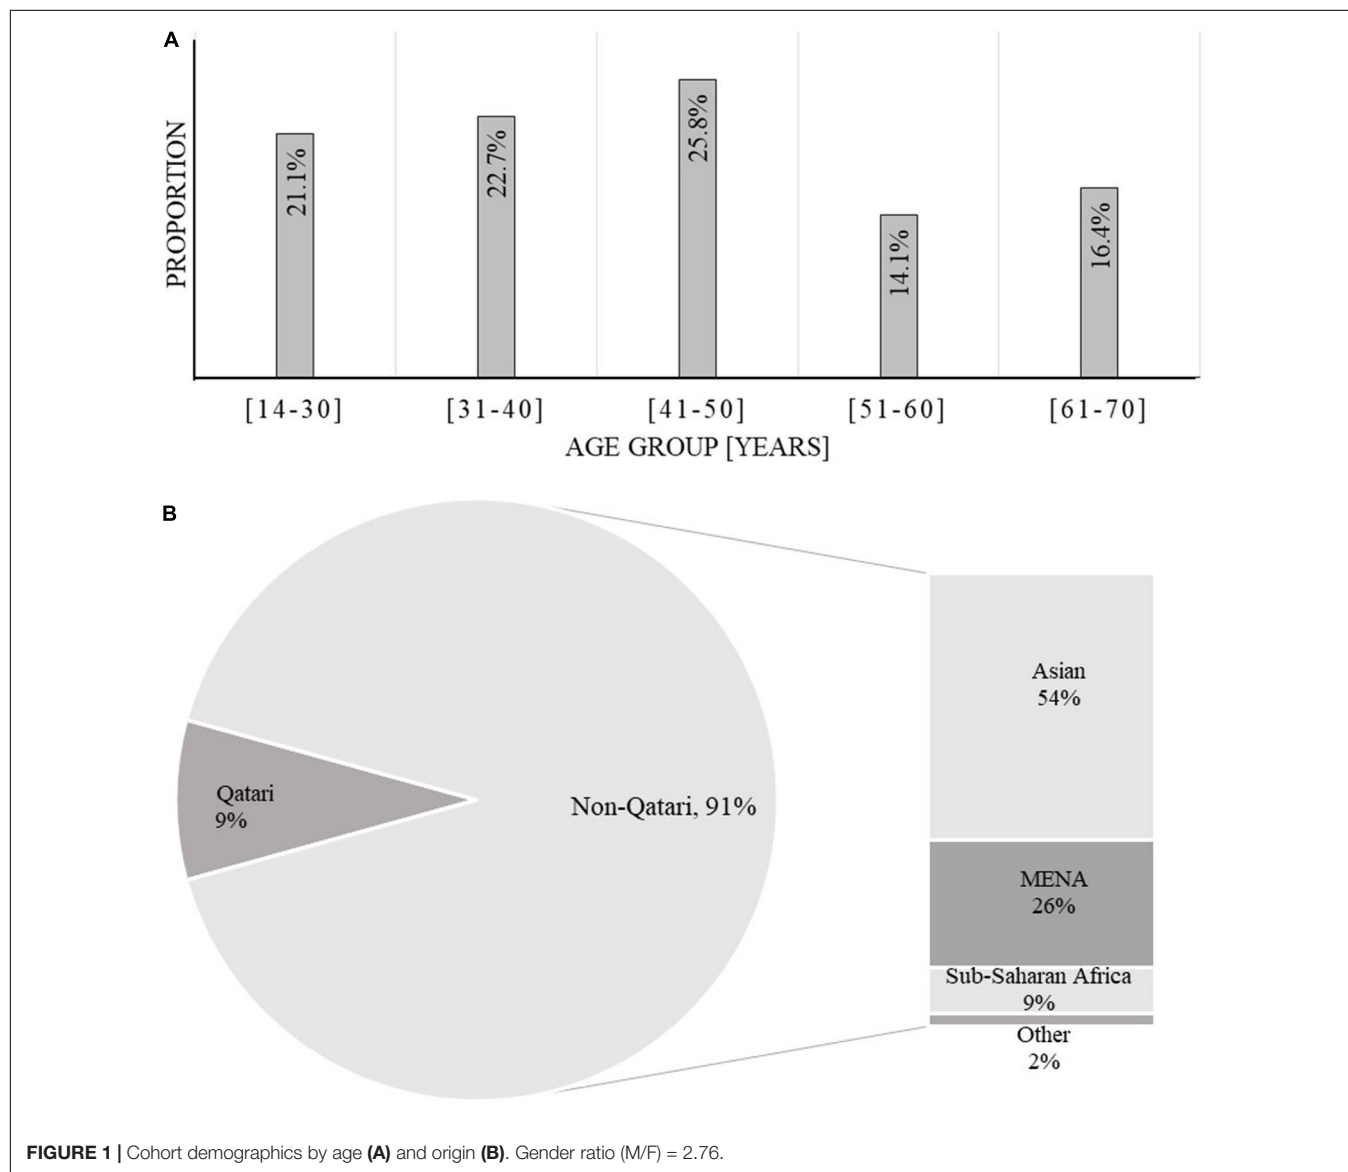 A
PROPORTION
21.1%
22.7%
25.8%
14.1%
16.4%
[14-30] [31-40] [41-50] [51-60] [61-70]
AGE GROUP [YEARS]
B
Qatari
9%
Non-Qatari, 91%
Asian
54%
MENA
26%
Sub-Saharan Africa
9%
Other
2%
FIGURE 1 | Cohort demographics by age (A) and origin (B). Gender ratio (M/F) = 2.76.